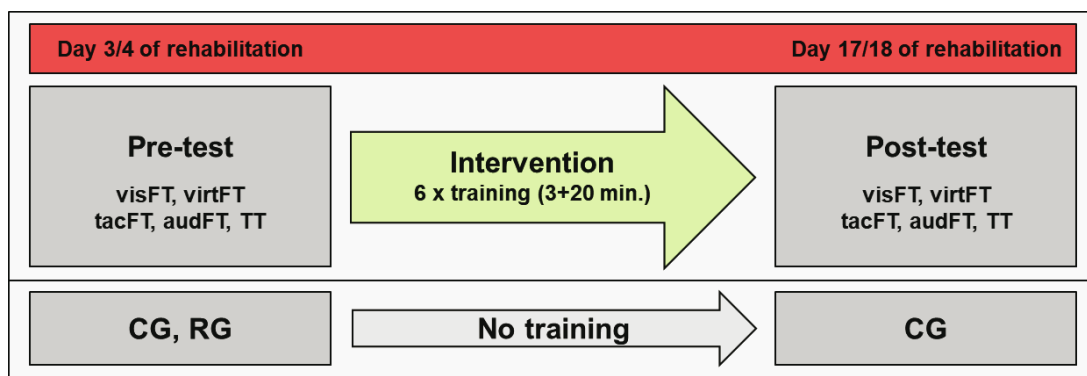 Day 3/4 of rehabilitation
Day 17/18 of rehabilitation
Pre-test
visFT, virtFT
tacFT, audFT, TT
Intervention
6 x training (3+20 min.)
Post-test
visFT, virtFT
tacFT, audFT, TT
CG, RG
No training
CG